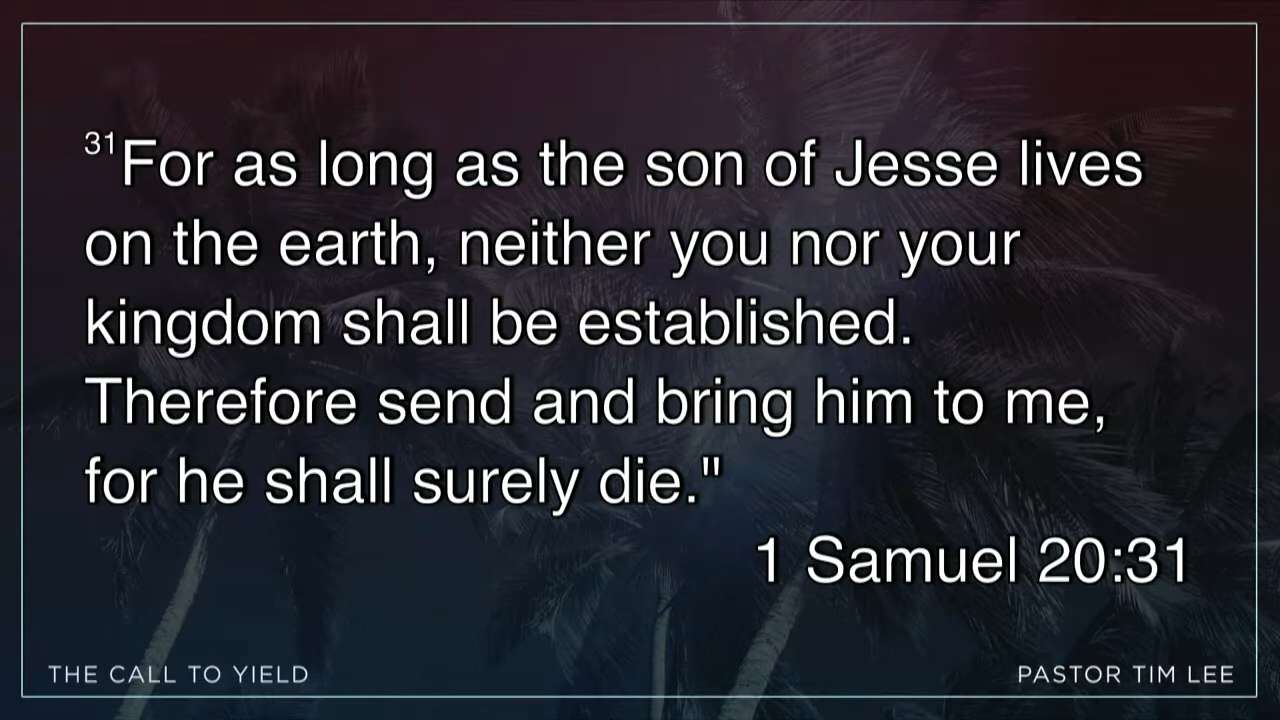 31For as long as the son of Jesse lives
on the earth, neither you nor your
kingdom shall be established.
Therefore send and bring him to me,
for he shall surely die."
1 Samuel 20:31
THE CALL TO YIELD
PASTOR TIM LEE